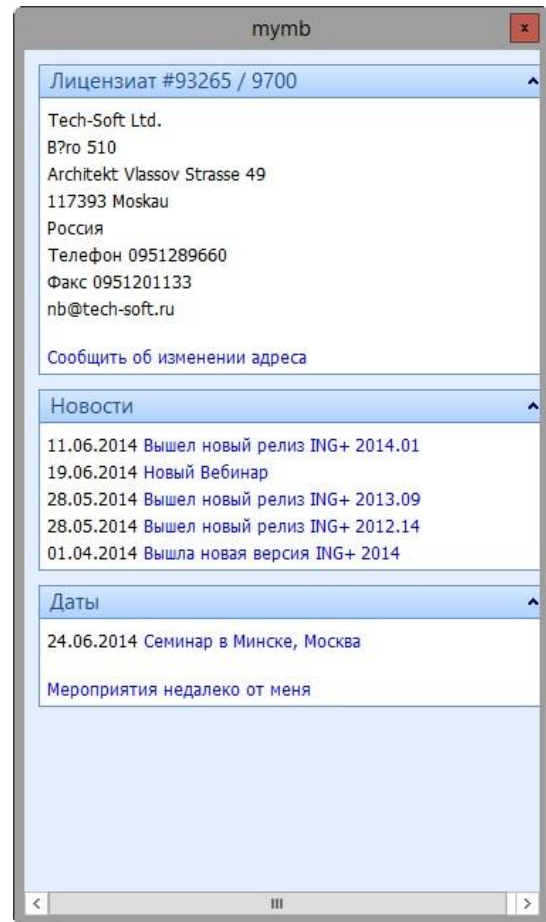 mymb
x
Лицензиат #93265 / 9700
Tech-Soft Ltd.
B?ro 510
Architekt Vlassov Strasse 49
117393 Moskau
Россия
Телефон 0951289660
Факс 0951201133
nb@tech-soft.ru
Сообщить об изменении адреса
Новости
11.06.2014 Вышел новый релиз ING+ 2014.01
19.06.2014 Новый Вебинар
28.05.2014 Вышел новый релиз ING+ 2013.09
28.05.2014 Вышел новый релиз ING+ 2012.14
01.04.2014 Вышла новая версия ING+ 2014
Даты
24.06.2014 Семинар в Минске, Москва
Мероприятия недалеко от меня